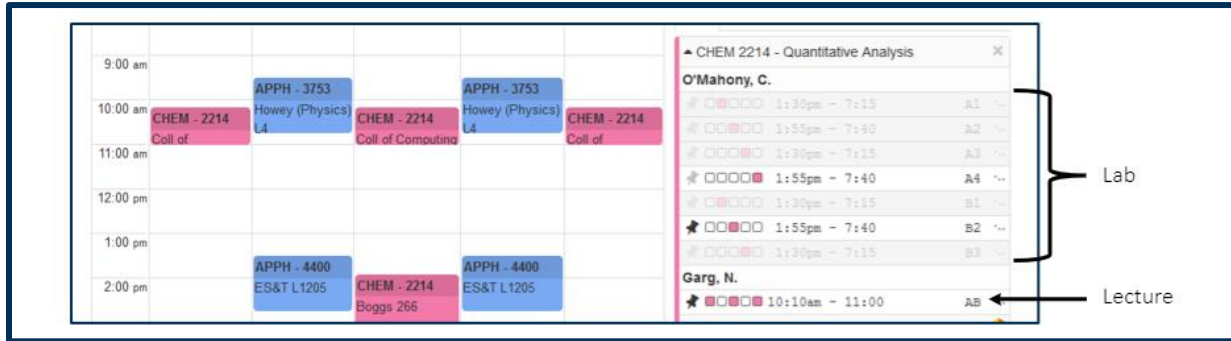 CHEM 2214 - Quantitative Analysis ×
9:00 am
O'Mahony, C.
APPH - 3753 APPH - 3753
10:00 am CHEM - 2214 Howey (Physics) L4 CHEM - 2214 Howey (Physics) L4 CHEM - 2214
Coll of Coll of Computing Coll of
11:00 am
12:00 pm
1:00 pm
APPH - 4400 APPH - 4400
2:00 pm ES&T L1205 CHEM - 2214 ES&T L1205
Boggs 266
1:30pm - 7:15 A1
1:55pm - 7:40 A2
1:30pm - 7:15 A3
1:55pm - 7:40 A4
1:30pm - 7:15 B1
1:55pm - 7:40 B2
1:30pm - 7:15 B3
Garg, N.
10:10am - 11:00 AB
Lab
Lecture